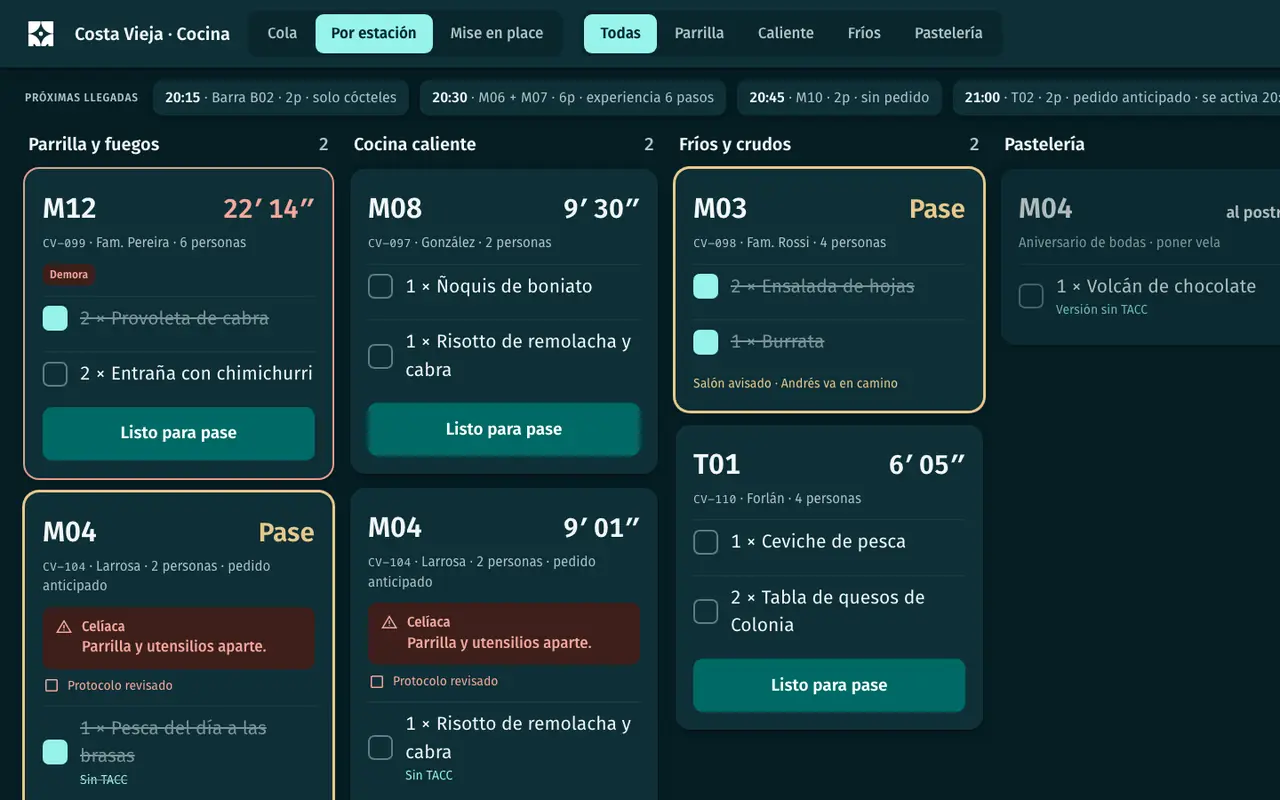 Costa Vieja · Cocina
Cola
Por estación
Mise en place
Todas
Parrilla
Caliente
Fríos
Pastelería
PRÓXIMAS LLEGADAS
20:15 · Barra B02 · 2p · solo cócteles
20:30 · M06 + M07 · 6p · experiencia 6 pasos
20:45 · M10 · 2p · sin pedido
21:00 · T02 · 2p · pedido anticipado · se activa 20:
Parrilla y fuegos 2
M12 22′ 14″
CV-099 · Fam. Pereira · 6 personas
Demora
2 × Provoleta de cabra
2 × Entraña con chimichurri
Listo para pase
M04 Pase
CV-104 · Larrosa · 2 personas · pedido
anticipado
Celíaca
Parrilla y utensilios aparte.
Protocolo revisado
1 × Pesca del día a las
brasas
Sin TACC
Cocina caliente 2
M08 9′ 30″
CV-097 · González · 2 personas
1 × Ñoquis de boniato
1 × Risotto de remolacha y
cabra
Listo para pase
M04 9′ 01″
CV-104 · Larrosa · 2 personas · pedido
anticipado
Celíaca
Parrilla y utensilios aparte.
Protocolo revisado
1 × Risotto de remolacha y
cabra
Sin TACC
Fríos y crudos 2
M03 Pase
CV-098 · Fam. Rossi · 4 personas
2 × Ensalada de hojas
1 × Burrata
Salón avisado · Andrés va en camino
T01 6′ 05″
CV-110 · Forlán · 4 personas
1 × Ceviche de pesca
2 × Tabla de quesos de
Colonia
Listo para pase
Pastelería
M04 al postr
Aniversario de bodas · poner vela
1 × Volcán de chocolate
Versión sin TACC